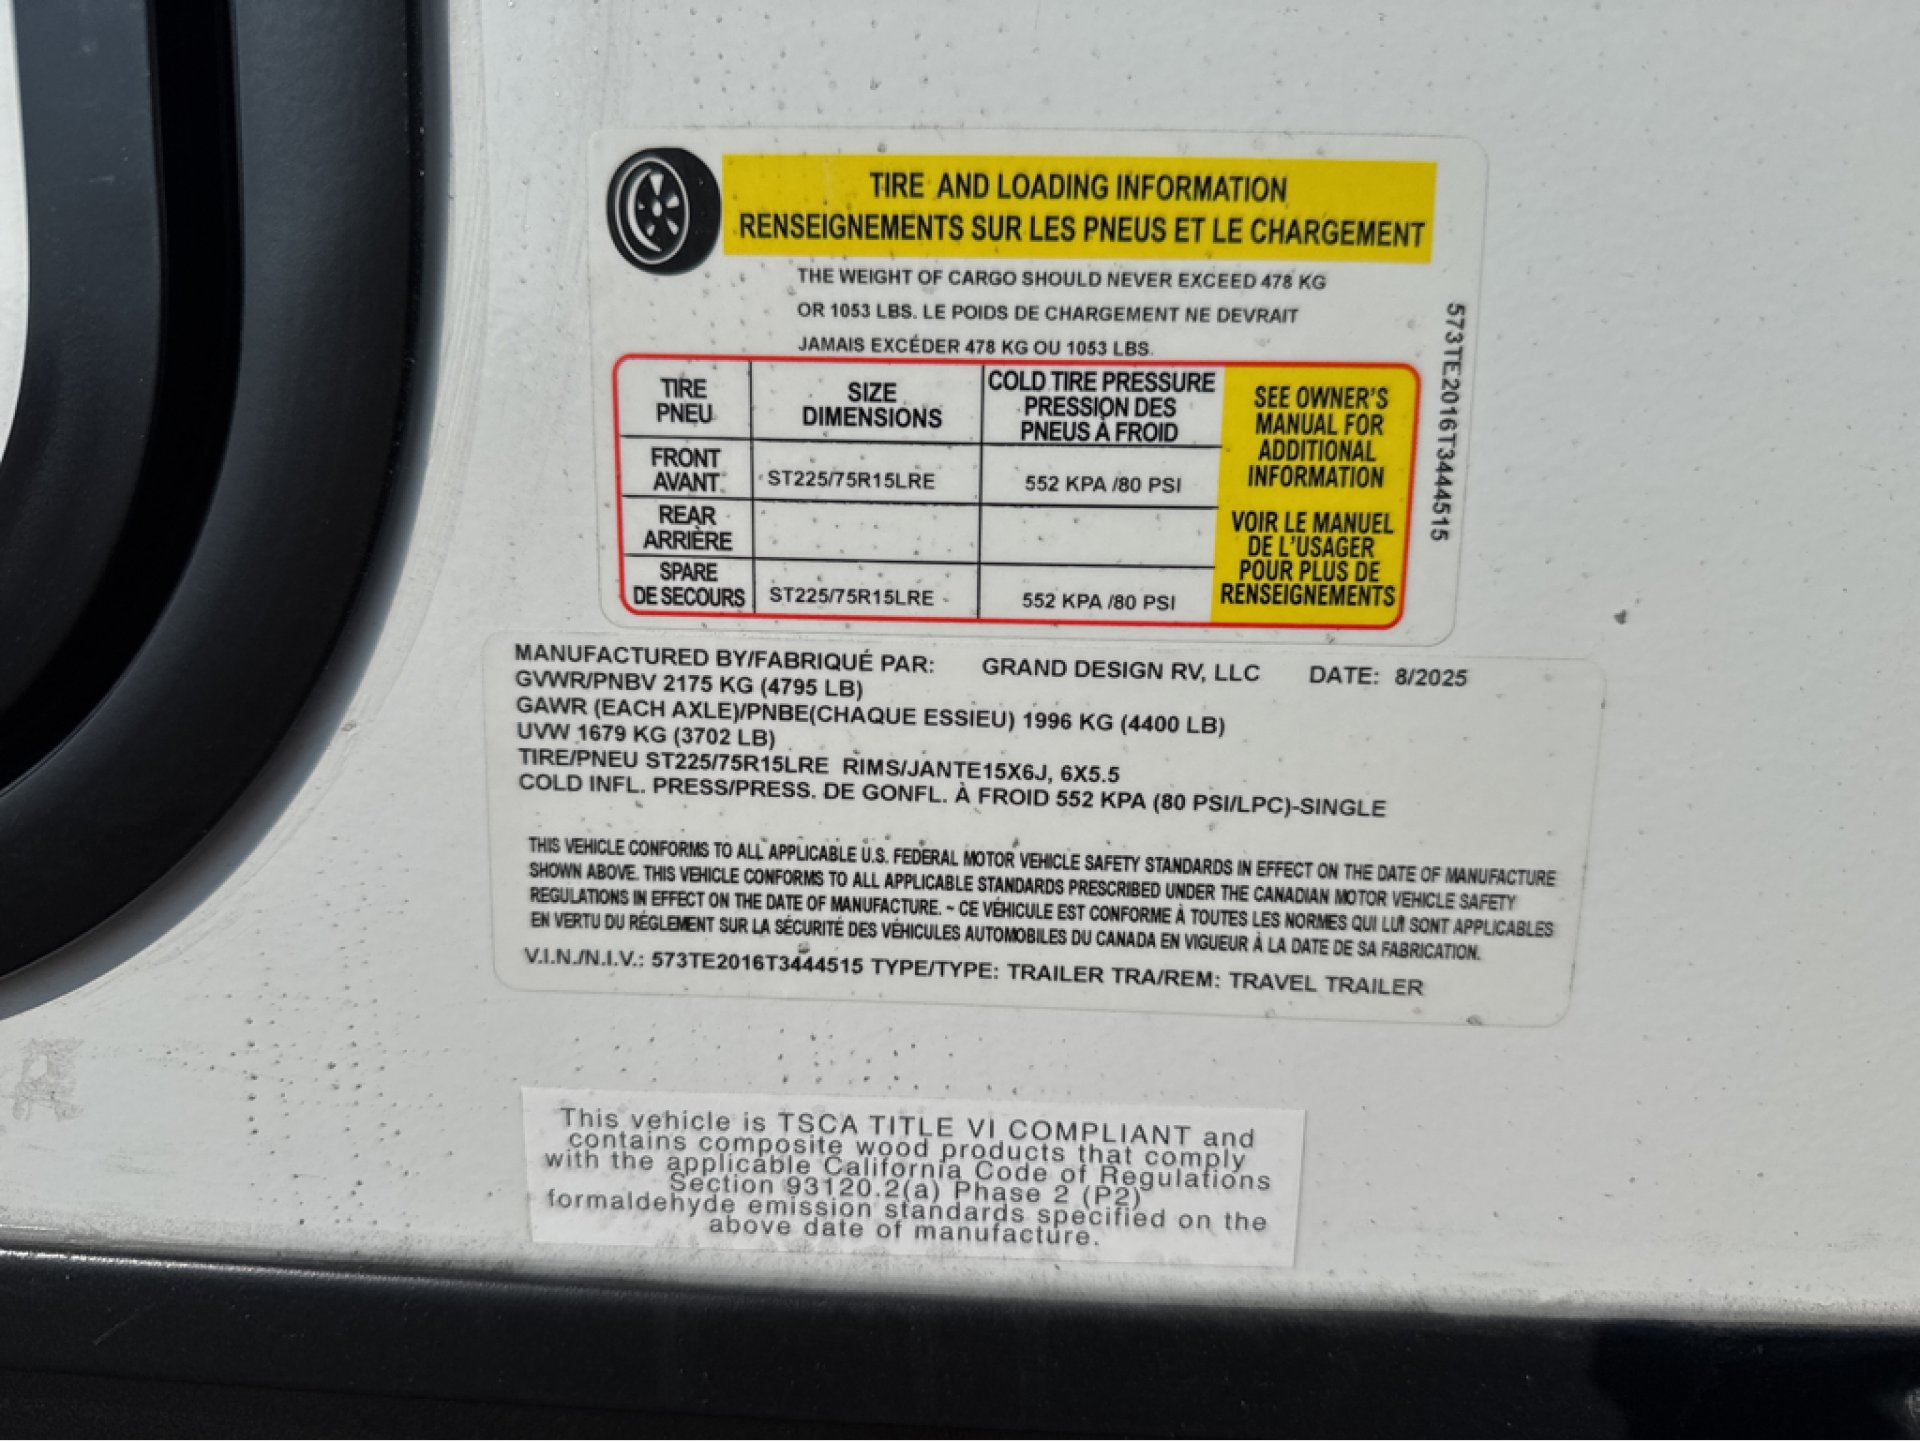 TIRE AND LOADING INFORMATION
RENSEIGNEMENTS SUR LES PNEUS ET LE CHARGEMENT
THE WEIGHT OF CARGO SHOULD NEVER EXCEED 478 KG
OR 1053 LBS. LE POIDS DE CHARGEMENT NE DEVRAIT
JAMAIS EXCÉDER 478 KG OU 1053 LBS.
TIRE
PNEU
SIZE
DIMENSIONS
COLD TIRE PRESSURE
PRESSION DES
PNEUS À FROID
FRONT
AVANT
ST225/75R15LRE
552 KPA /80 PSI
REAR
ARRIÈRE
SPARE
DE SECOURS
ST225/75R15LRE
552 KPA /80 PSI
SEE OWNER'S
MANUAL FOR
ADDITIONAL
INFORMATION
VOIR LE MANUEL
DE L'USAGER
POUR PLUS DE
RENSEIGNEMENTS
573TE2016T3444515
MANUFACTURED BY/FABRIQUÉ PAR: GRAND DESIGN RV, LLC DATE: 8/2025
GVWR/PNBV 2175 KG (4795 LB)
GAWR (EACH AXLE)/PNBE(CHAQUE ESSIEU) 1996 KG (4400 LB)
UVW 1679 KG (3702 LB)
TIRE/PNEU ST225/75R15LRE RIMS/JANTE15X6J, 6X5.5
COLD INFL. PRESS/PRESS. DE GONFL. À FROID 552 KPA (80 PSI/LPC)-SINGLE
THIS VEHICLE CONFORMS TO ALL APPLICABLE U.S. FEDERAL MOTOR VEHICLE SAFETY STANDARDS IN EFFECT ON THE DATE OF MANUFACTURE
SHOWN ABOVE. THIS VEHICLE CONFORMS TO ALL APPLICABLE STANDARDS PRESCRIBED UNDER THE CANADIAN MOTOR VEHICLE SAFETY
REGULATIONS IN EFFECT ON THE DATE OF MANUFACTURE. ~ CE VÉHICULE EST CONFORME À TOUTES LES NORMES QUI LUI SONT APPLICABLES
EN VERTU DU RÉGLEMENT SUR LA SÉCURITÉ DES VÉHICULES AUTOMOBILES DU CANADA EN VIGUEUR À LA DATE DE SA FABRICATION.
V.I.N./N.I.V.: 573TE2016T3444515 TYPE/TYPE: TRAILER TRA/REM: TRAVEL TRAILER
This vehicle is TSCA TITLE VI COMPLIANT and
contains composite wood products that comply
with the applicable California Code of Regulations
Section 93120.2(a) Phase 2 (P2)
formaldehyde emission standards specified on the
above date of manufacture.